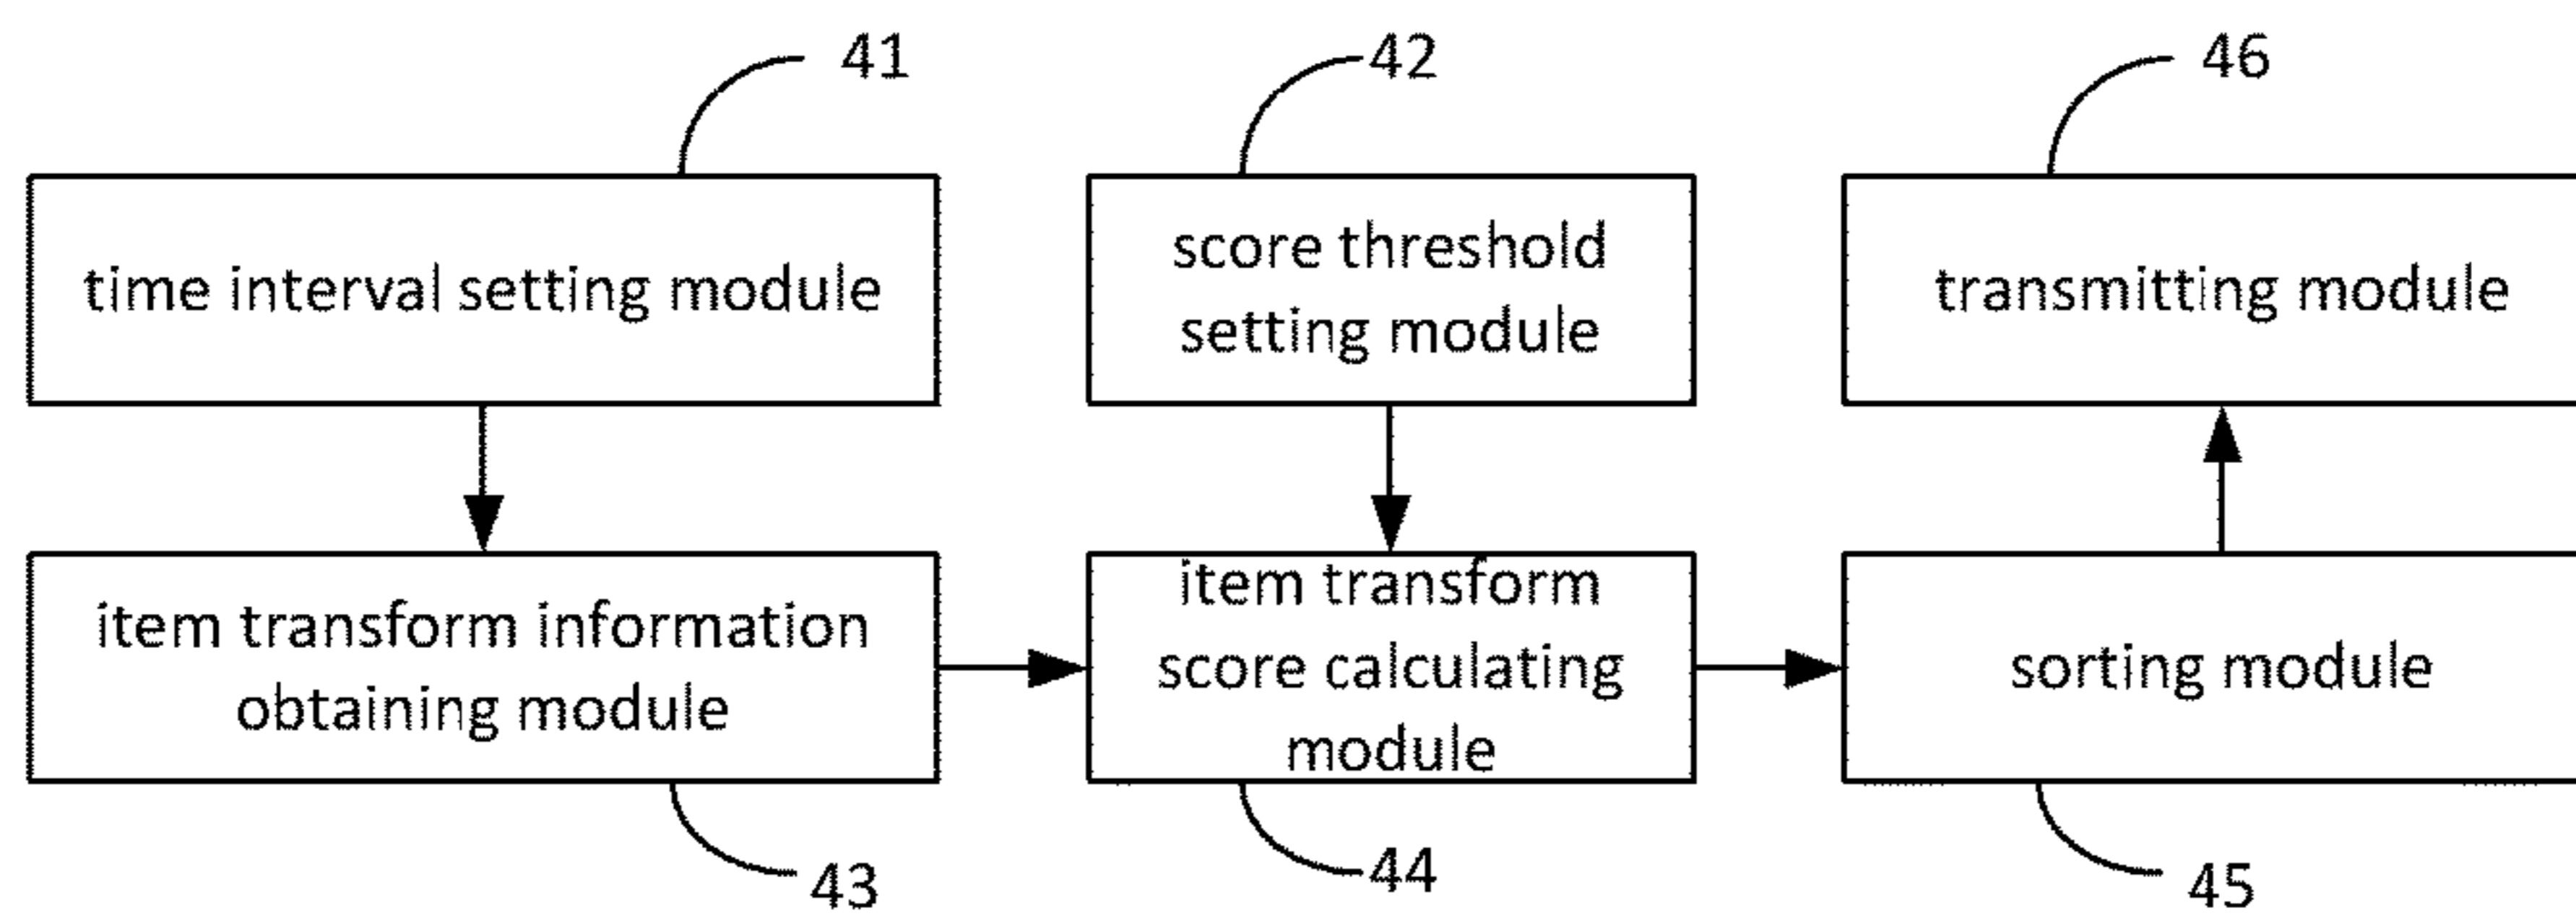 41
42
46
time interval setting module
score threshold
setting module
transmitting module
item transform information
obtaining module
item transform
score calculating
module
sorting module
43
44
45